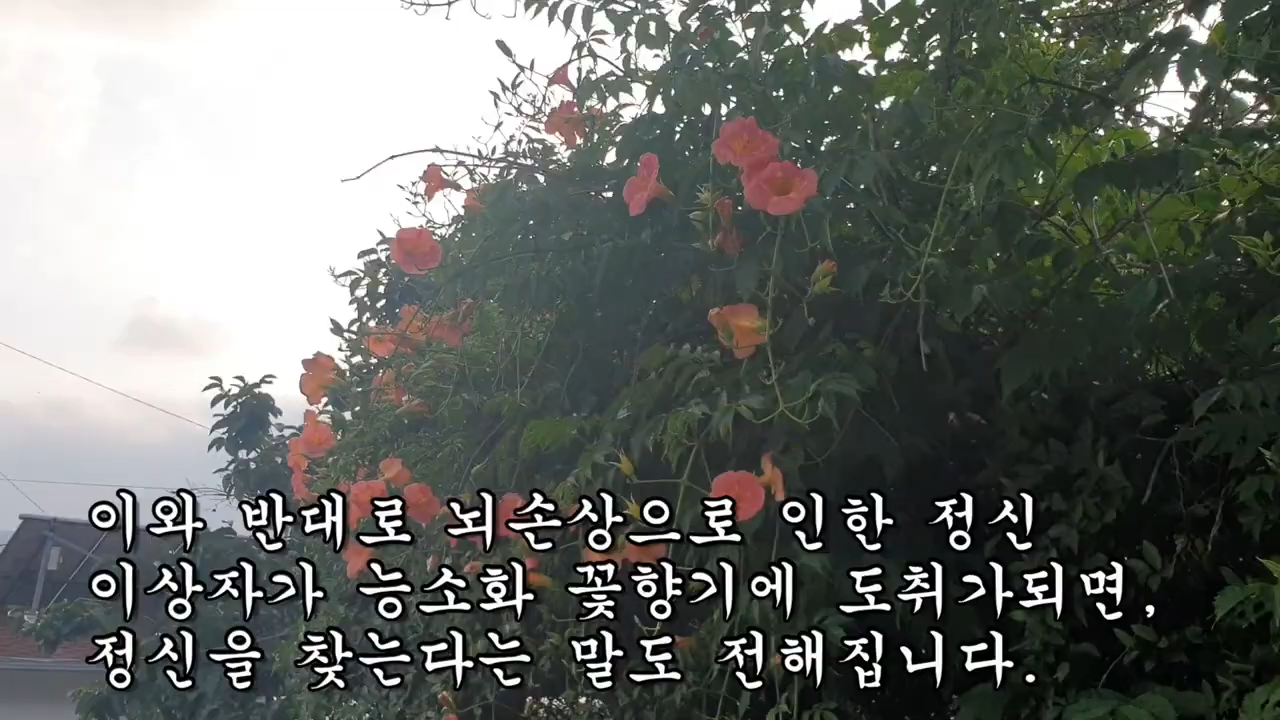 이와 반대로 뇌손상으로 인한 정신
이상자가 능소화 꽃향기에 도취가되면,
정신을 찾는다는 말도 전해집니다.